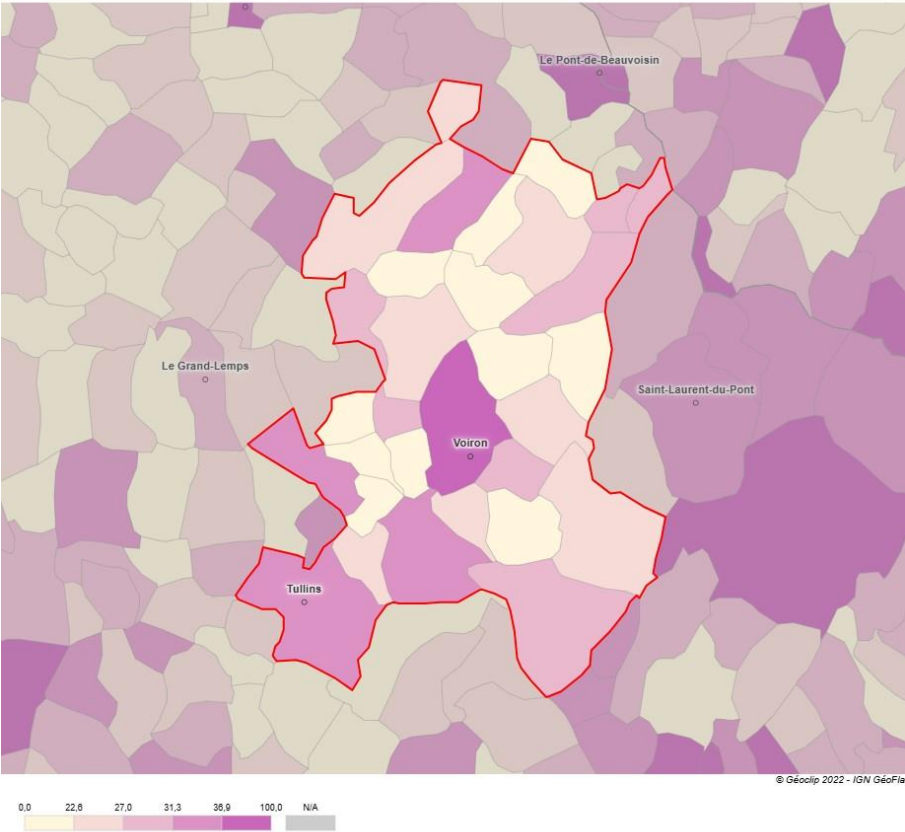 Le Pont-de-Beauvoisin
Le Grand-Lemps
Saint-Laurent-du-Pont
Voiron
Tullins
© Géoclip 2022 - IGN GéoFla
0,0 22,6 27,0 31,3 36,9 100,0 N/A